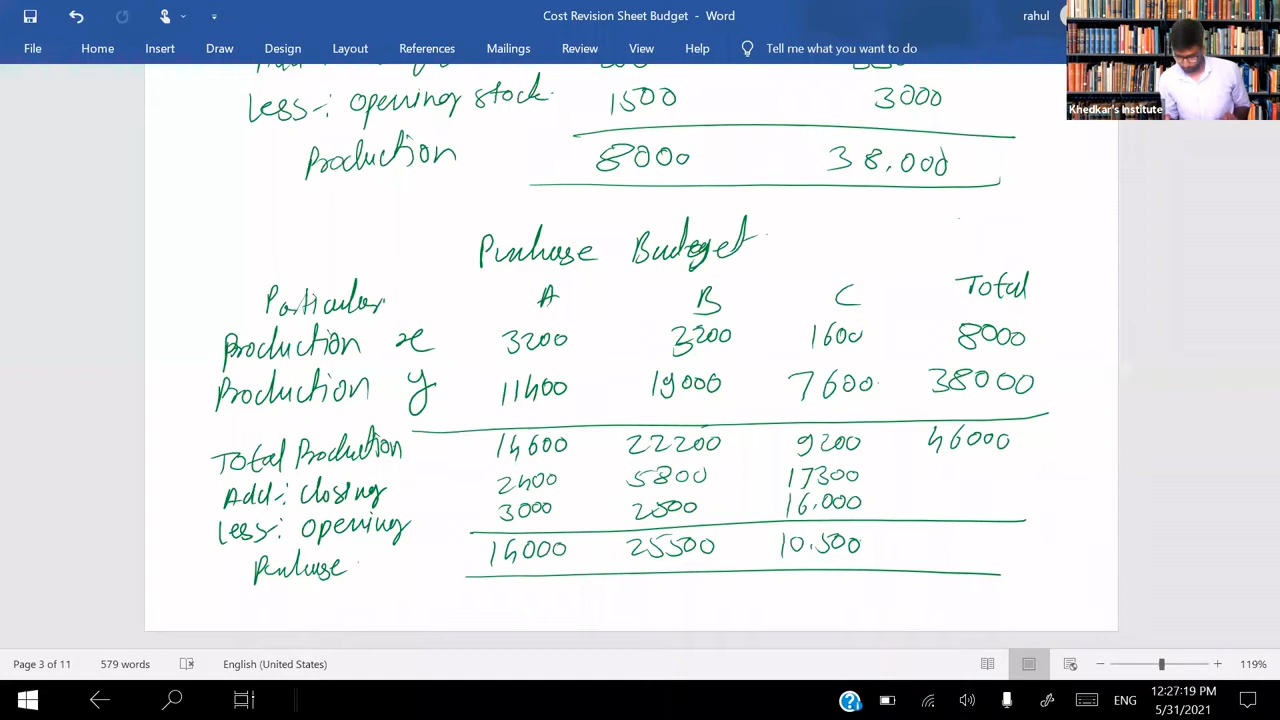 Cost Revision Sheet Budget - Word
rahul
File Home Insert Draw Design Layout References Mailings Review View Help Tell me what you want to do
Khedkar's Institute
Less-: opening stock 1500 3000
Production 8000 38,000
Purchase Budget
Particular A B C Total
Production x 3200 3200 1600 8000
Production y 11400 19000 7600 38000
Total Production 14600 22200 9200 46000
Add-: closing 2400 5800 17300
Less-: opening 3000 2500 16,000
Purchase 14000 25500 10,500
Page 3 of 11 579 words English (United States) 119%
ENG
12:27:19 PM
5/31/2021